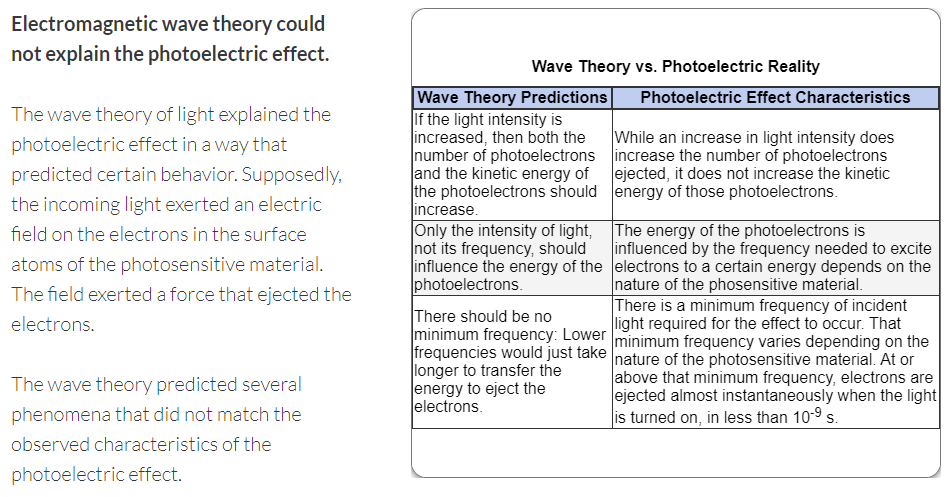 Electromagnetic wave theory could
not explain the photoelectric effect.
The wave theory of light explained the
photoelectric effect in a way that
predicted certain behavior. Supposedly,
the incoming light exerted an electric
field on the electrons in the surface
atoms of the photosensitive material.
The field exerted a force that ejected the
electrons.
The wave theory predicted several
phenomena that did not match the
observed characteristics of the
photoelectric effect.
Wave Theory vs. Photoelectric Reality
Wave Theory Predictions
Photoelectric Effect Characteristics
If the light intensity is
increased, then both the
number of photoelectrons
and the kinetic energy of
the photoelectrons should
increase.
While an increase in light intensity does
increase the number of photoelectrons
ejected, it does not increase the kinetic
energy of those photoelectrons.
Only the intensity of light,
not its frequency, should
influence the energy of the
photoelectrons.
The energy of the photoelectrons is
influenced by the frequency needed to excite
electrons to a certain energy depends on the
nature of the phosensitive material.
There should be no
minimum frequency: Lower
frequencies would just take
longer to transfer the
energy to eject the
electrons.
There is a minimum frequency of incident
light required for the effect to occur. That
minimum frequency varies depending on the
nature of the photosensitive material. At or
above that minimum frequency, electrons are
ejected almost instantaneously when the light
is turned on, in less than 10⁻⁹ s.